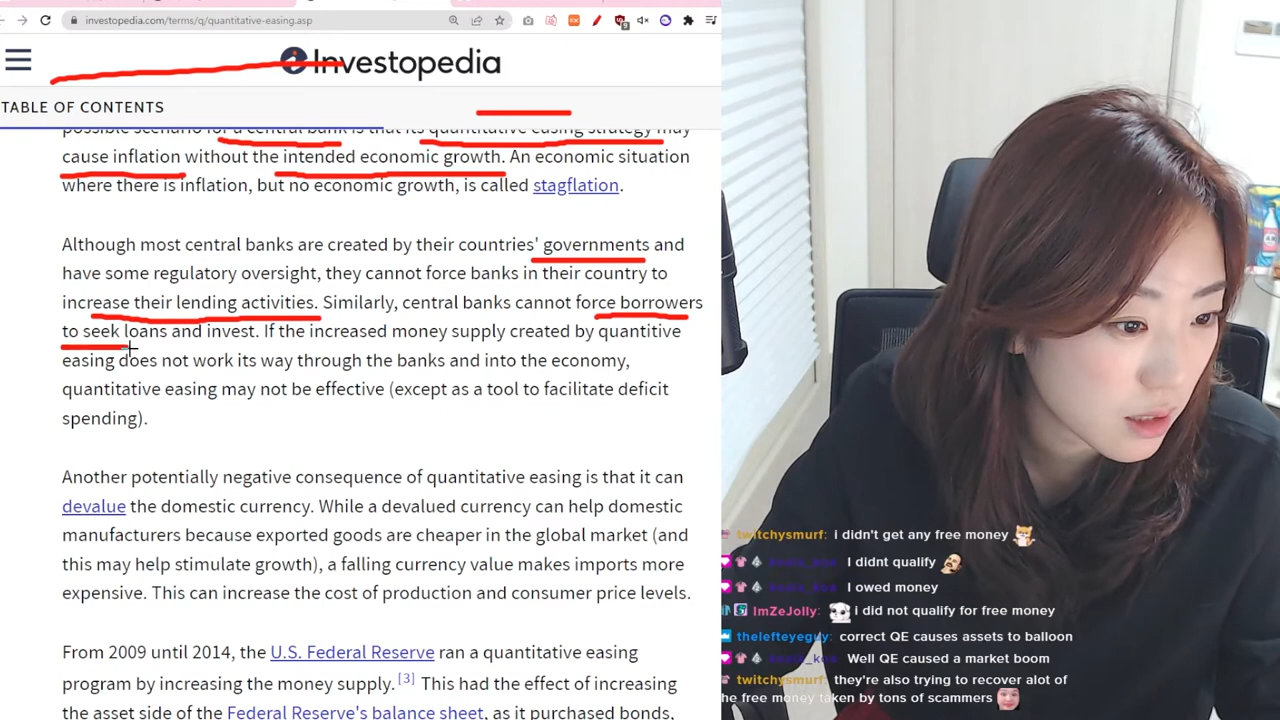 investopedia.com/terms/q/quantitative-easing.asp
Investopedia
TABLE OF CONTENTS
possible scenario for a central bank is that its quantitative easing strategy may
cause inflation without the intended economic growth. An economic situation
where there is inflation, but no economic growth, is called stagflation.
Although most central banks are created by their countries' governments and
have some regulatory oversight, they cannot force banks in their country to
increase their lending activities. Similarly, central banks cannot force borrowers
to seek loans and invest. If the increased money supply created by quantitive
easing does not work its way through the banks and into the economy,
quantitative easing may not be effective (except as a tool to facilitate deficit
spending).
Another potentially negative consequence of quantitative easing is that it can
devalue the domestic currency. While a devalued currency can help domestic
manufacturers because exported goods are cheaper in the global market (and
this may help stimulate growth), a falling currency value makes imports more
expensive. This can increase the cost of production and consumer price levels.
From 2009 until 2014, the U.S. Federal Reserve ran a quantitative easing
program by increasing the money supply. [3] This had the effect of increasing
the asset side of the Federal Reserve's balance sheet, as it purchased bonds,
twitchysmurf: i didn't get any free money
I didnt qualify
I owed money
ImZeJolly: i did not qualify for free money
thelefteyeguy: correct QE causes assets to balloon
Well QE caused a market boom
twitchysmurf: they're also trying to recover alot of
he free money taken by tons of scammers